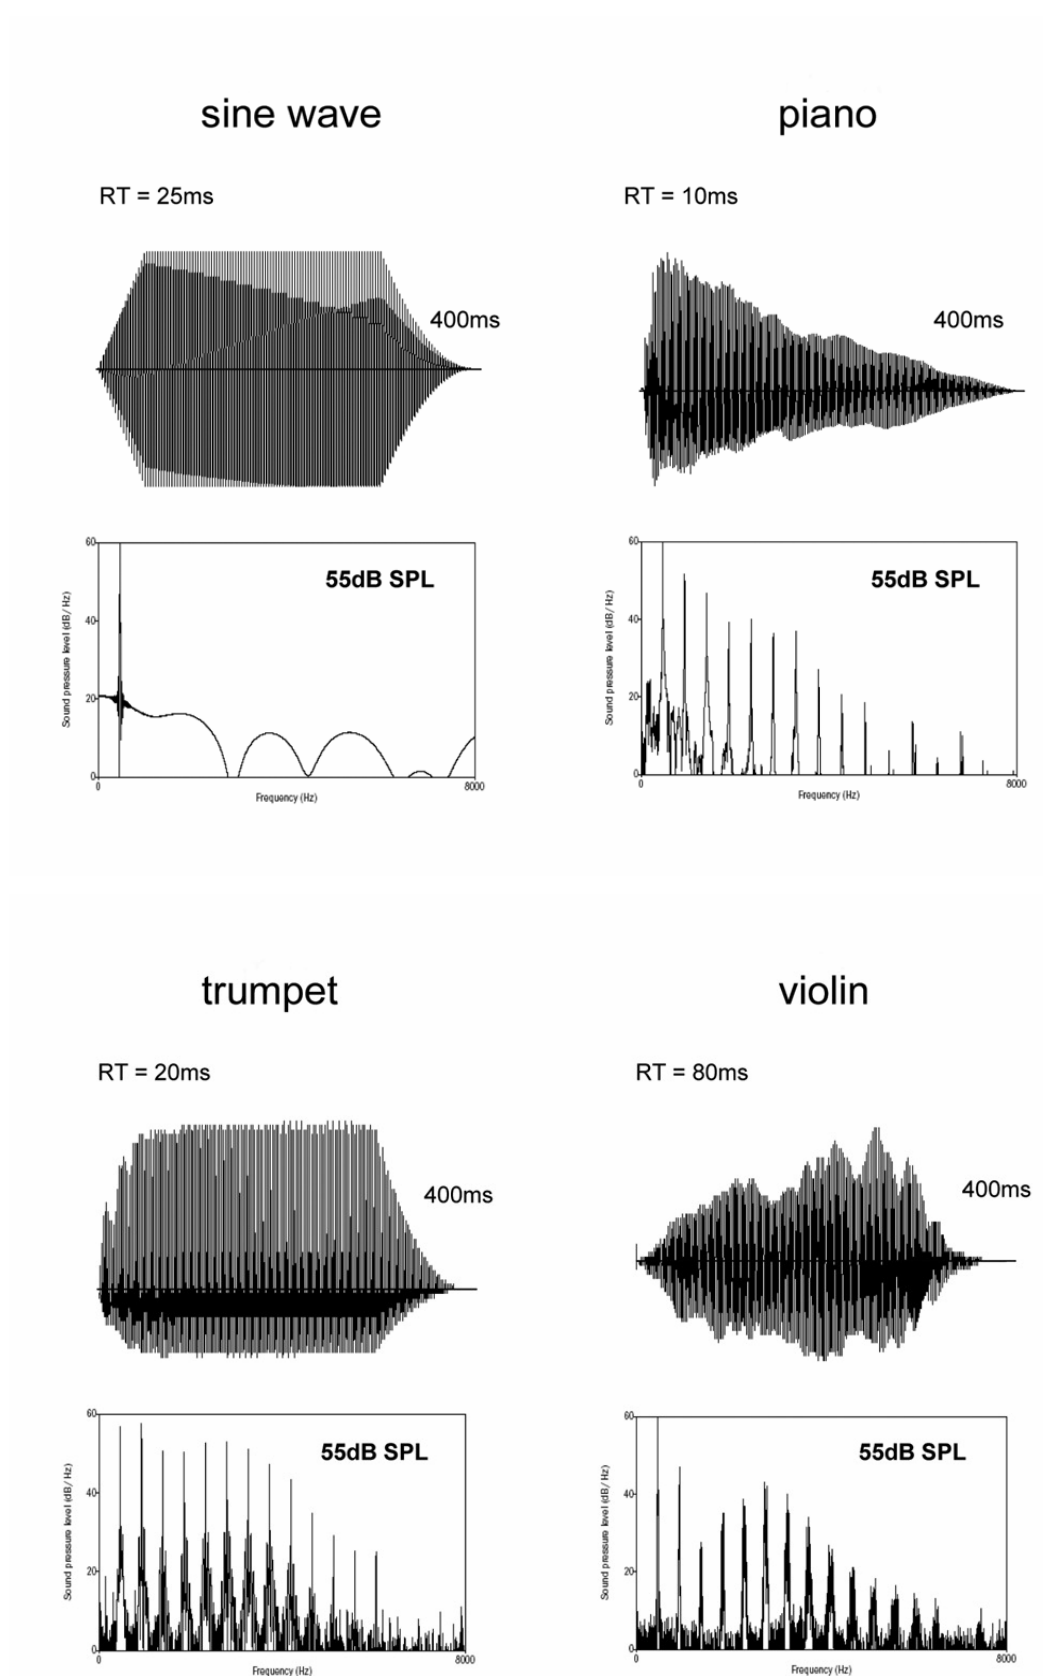 sine wave
RT = 25ms
400ms
60
40
20
0
Sound pressure level (dB/Hz)
55dB SPL
0
8000
Frequency (Hz)
piano
RT = 10ms
400ms
60
40
20
0
Sound pressure level (dB/Hz)
55dB SPL
0
8000
Frequency (Hz)
trumpet
RT = 20ms
400ms
60
40
20
0
Sound pressure level (dB/Hz)
55dB SPL
0
8000
Frequency (Hz)
violin
RT = 80ms
400ms
60
40
20
0
Sound pressure level (dB/Hz)
55dB SPL
0
8000
Frequency (Hz)